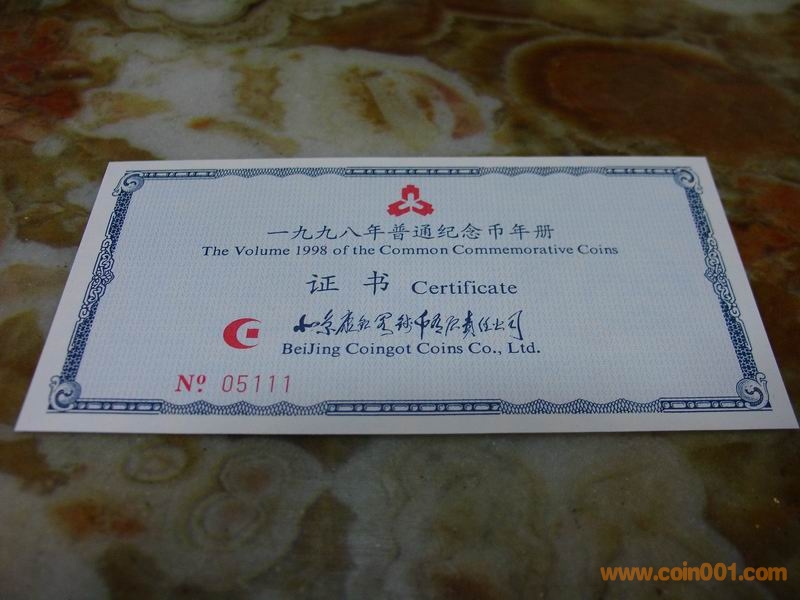 一九九八年普通纪念币年册
The Volume 1998 of the Common Commemorative Coins
证 书 Certificate
BeiJing Coingot Coins Co., Ltd.
Nº 05111
www.coin001.com